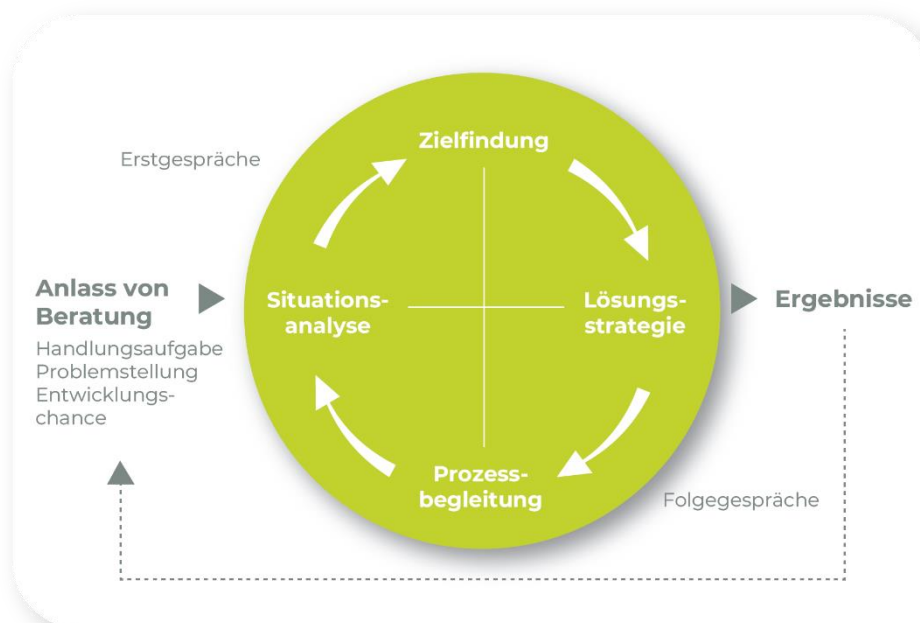 Zielfindung
Erstgespräche
Anlass von
Beratung
Handlungsaufgabe
Problemstellung
Entwicklungs-
chance
Situations-
analyse
Lösungs-
strategie
Ergebnisse
Prozess-
begleitung
Folgegespräche